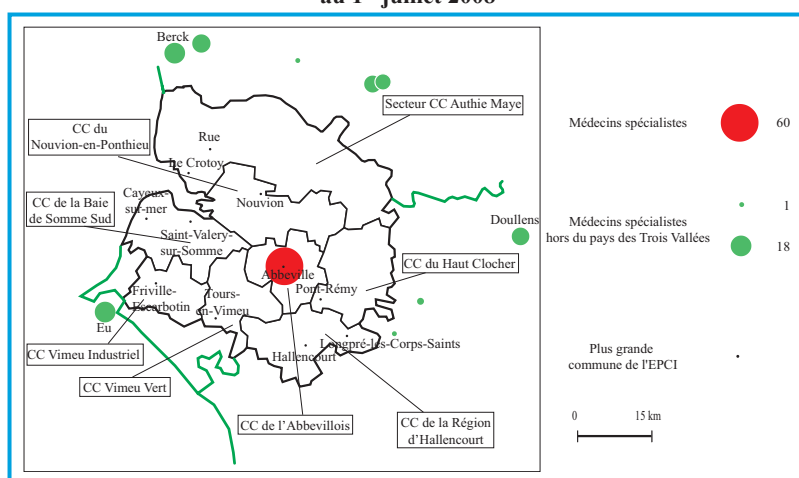 au 1er juillet 2008
Berck
Secteur CC Authie Maye
CC du
Nouvion-en-Ponthieu
Rue
Le Crotoy
CC de la Baie
de Somme Sud
Cayeux-
sur-mer
Nouvion
Saint-Valery-
sur-Somme
Doullens
CC du Haut Clocher
Abbeville
Pont-Rémy
Friville-
Escarbotin
Tours-
en-Vimeu
Eu
Longpré-les-Corps-Saints
Hallencourt
CC Vimeu Industriel
CC Vimeu Vert
CC de l'Abbevillois
CC de la Région
d'Hallencourt
Médecins spécialistes
60
1
Médecins spécialistes
hors du pays des Trois Vallées
18
Plus grande
commune de l'EPCI
0 15 km